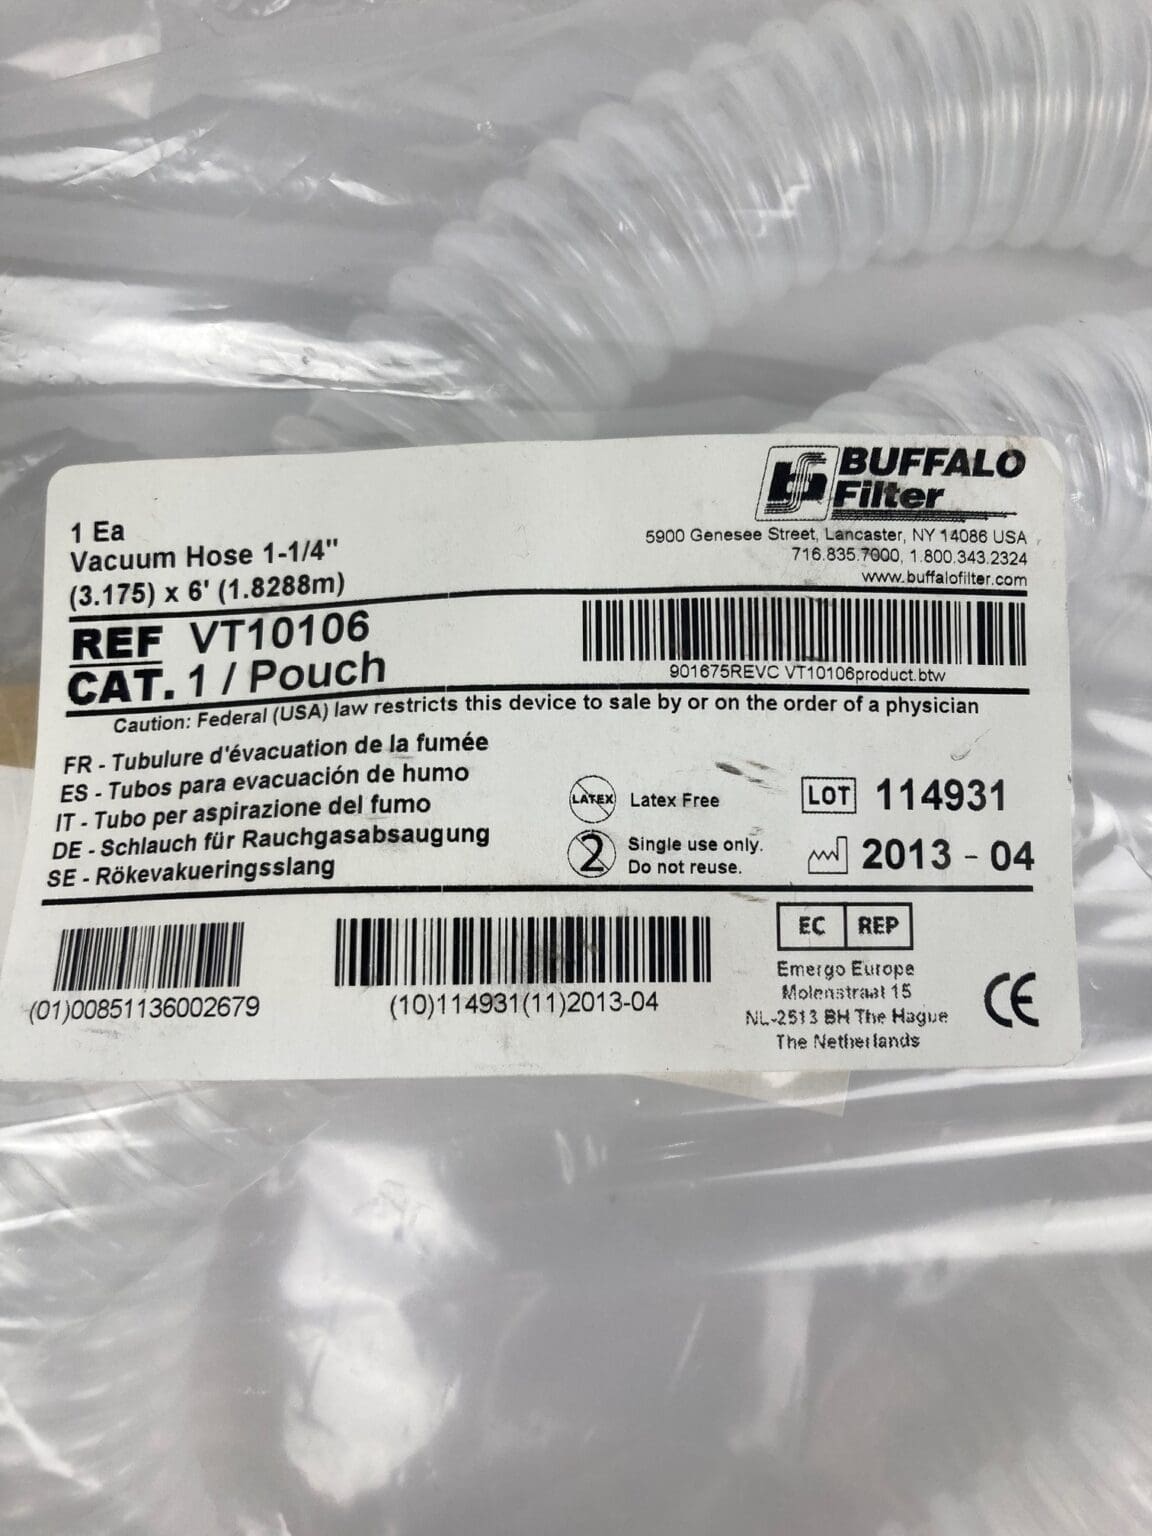 BUFFALO
Filter
5900 Genesee Street, Lancaster, NY 14086 USA
716.835.7000, 1.800.343.2324
www.buffalofilter.com
1 Ea
Vacuum Hose 1-1/4"
(3.175) x 6' (1.8288m)
REF VT10106
CAT. 1 / Pouch
901675REVC VT10106product.btw
Caution: Federal (USA) law restricts this device to sale by or on the order of a physician
FR - Tubulure d'évacuation de la fumée
ES - Tubos para evacuación de humo
IT - Tubo per aspirazione del fumo
DE - Schlauch für Rauchgasabsaugung
SE - Rökevakueringsslang
LATEX Latex Free
2 Single use only.
Do not reuse.
LOT 114931
2013 - 04
(01)00851136002679
(10)114931(11)2013-04
EC REP
Emergo Europe
Molenstraat 15
NL-2513 BH The Hague
The Netherlands
CE